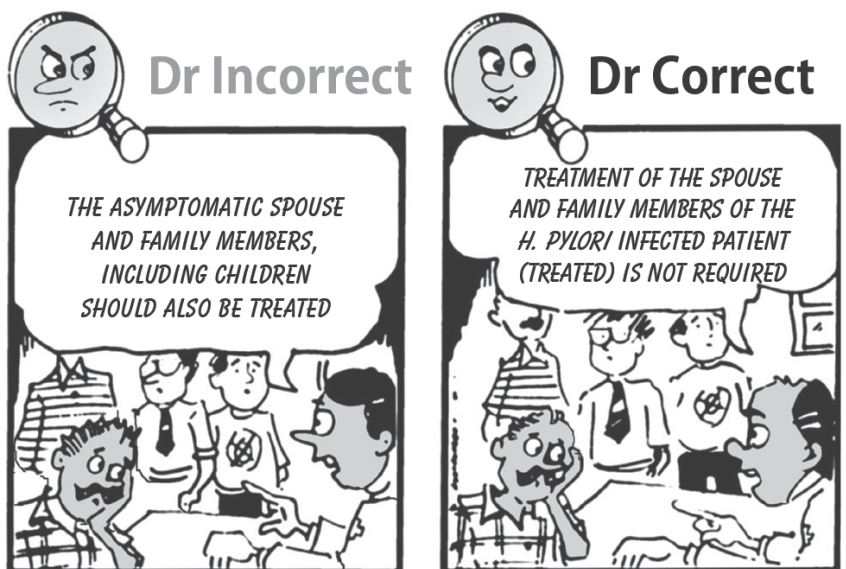 Dr Incorrect
THE ASYMPTOMATIC SPOUSE
AND FAMILY MEMBERS,
INCLUDING CHILDREN
SHOULD ALSO BE TREATED
Dr Correct
TREATMENT OF THE SPOUSE
AND FAMILY MEMBERS OF THE
H. PYLORI INFECTED PATIENT
(TREATED) IS NOT REQUIRED